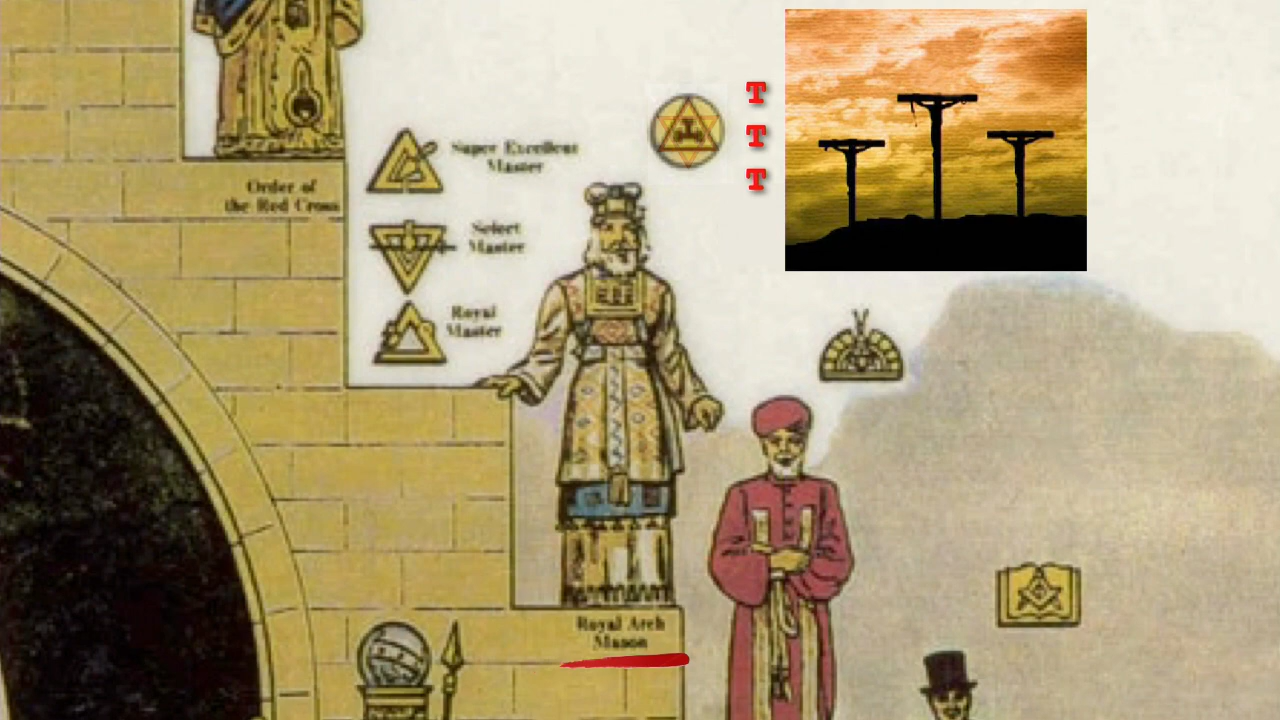 T
T
T
Super Excellent
Master
Order of
the Red Cross
Select
Master
Royal
Master
Royal Arch
Mason